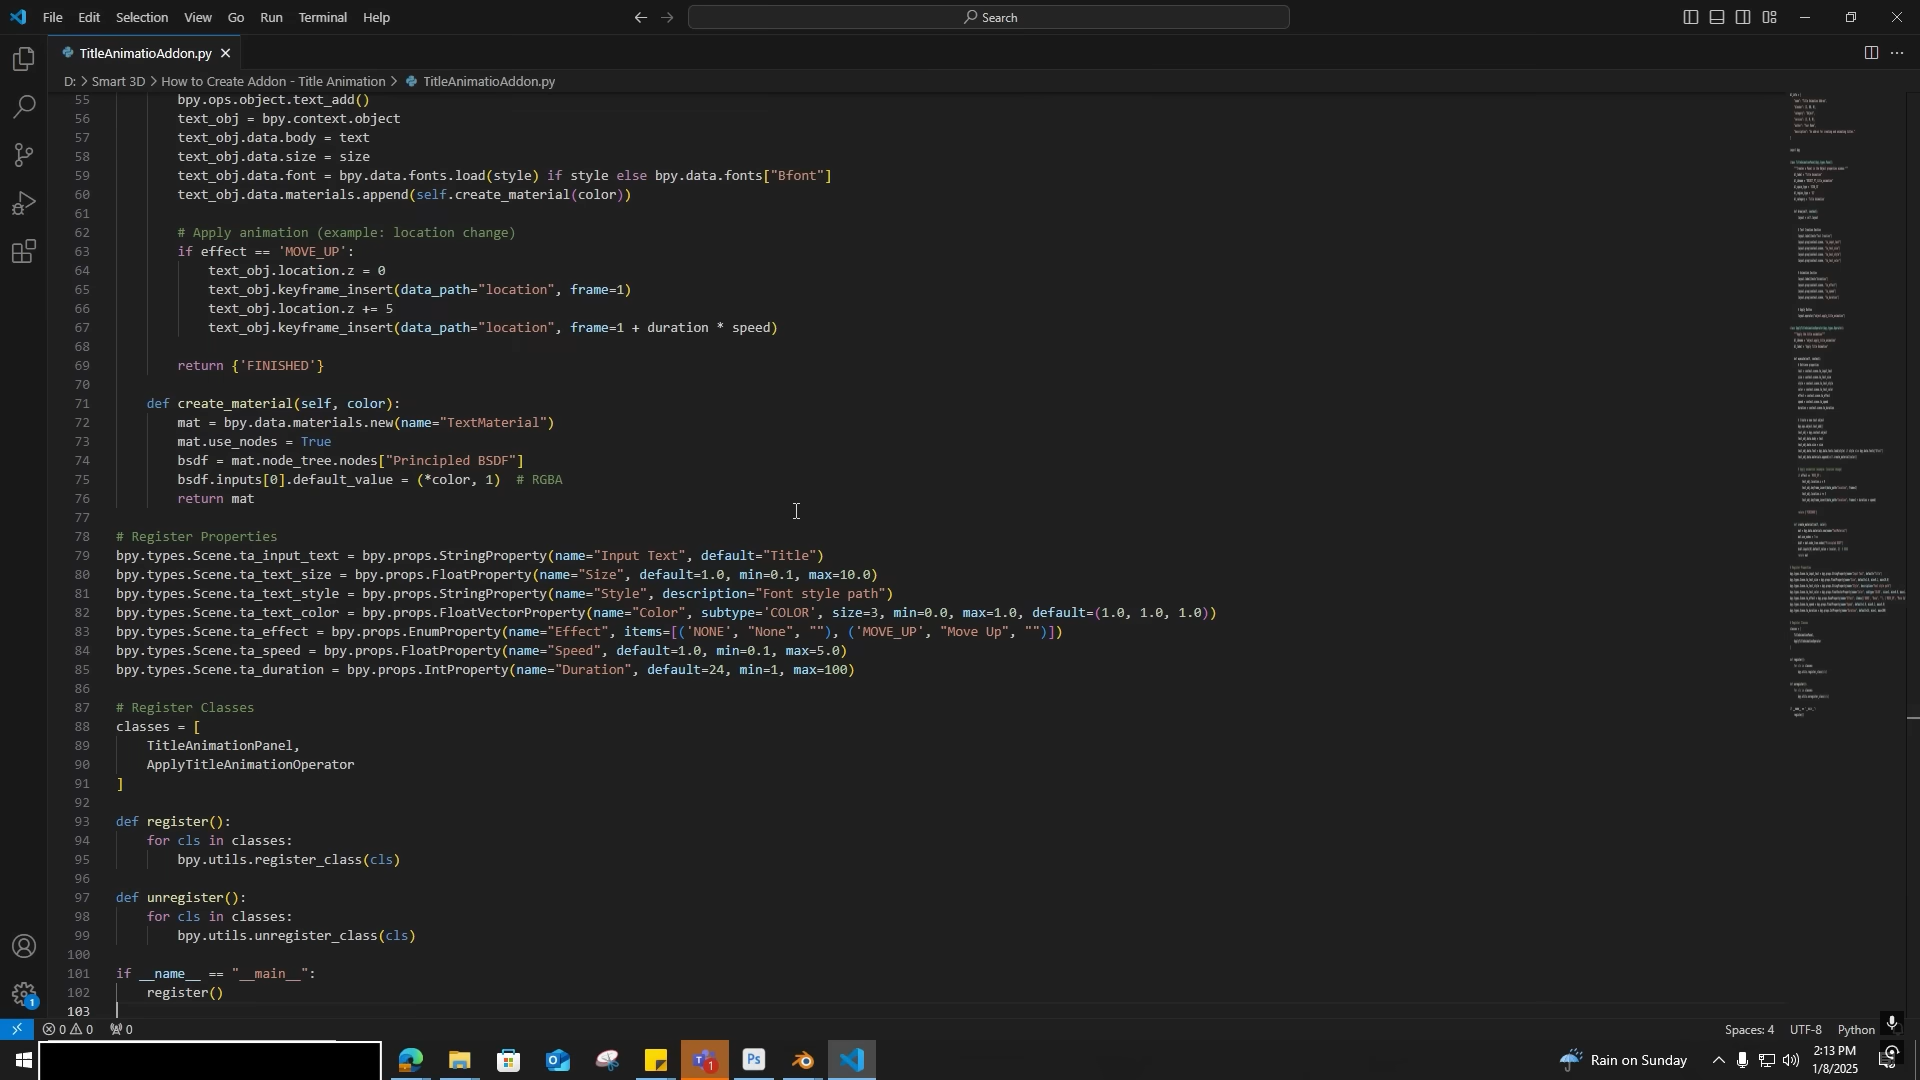 File Edit Selection View Go Run Terminal Help
Search
TitleAnimatioAddon.py
D: > Smart 3D > How to Create Addon - Title Animation > TitleAnimatioAddon.py
55 bpy.ops.object.text_add()
56 text_obj = bpy.context.object
57 text_obj.data.body = text
58 text_obj.data.size = size
59 text_obj.data.font = bpy.data.fonts.load(style) if style else bpy.data.fonts["Bfont"]
60 text_obj.data.materials.append(self.create_material(color))
61
62 # Apply animation (example: location change)
63 if effect == 'MOVE_UP':
64 text_obj.location.z = 0
65 text_obj.keyframe_insert(data_path="location", frame=1)
66 text_obj.location.z += 5
67 text_obj.keyframe_insert(data_path="location", frame=1 + duration * speed)
68
69 return {'FINISHED'}
70
71 def create_material(self, color):
72 mat = bpy.data.materials.new(name="TextMaterial")
73 mat.use_nodes = True
74 bsdf = mat.node_tree.nodes["Principled BSDF"]
75 bsdf.inputs[0].default_value = (*color, 1)  # RGBA
76 return mat
77
78 # Register Properties
79 bpy.types.Scene.ta_input_text = bpy.props.StringProperty(name="Input Text", default="Title")
80 bpy.types.Scene.ta_text_size = bpy.props.FloatProperty(name="Size", default=1.0, min=0.1, max=10.0)
81 bpy.types.Scene.ta_text_style = bpy.props.StringProperty(name="Style", description="Font style path")
82 bpy.types.Scene.ta_text_color = bpy.props.FloatVectorProperty(name="Color", subtype='COLOR', size=3, min=0.0, max=1.0, default=(1.0, 1.0, 1.0))
83 bpy.types.Scene.ta_effect = bpy.props.EnumProperty(name="Effect", items=[('NONE', "None", ""), ('MOVE_UP', "Move Up", "")])
84 bpy.types.Scene.ta_speed = bpy.props.FloatProperty(name="Speed", default=1.0, min=0.1, max=5.0)
85 bpy.types.Scene.ta_duration = bpy.props.IntProperty(name="Duration", default=24, min=1, max=100)
86
87 # Register Classes
88 classes = [
89 TitleAnimationPanel,
90 ApplyTitleAnimationOperator
91 ]
92
93 def register():
94 for cls in classes:
95 bpy.utils.register_class(cls)
96
97 def unregister():
98 for cls in classes:
99 bpy.utils.unregister_class(cls)
100
101 if __name__ == "__main__":
102 register()
103
0 0 0 Spaces: 4 UTF-8 Python
1
Rain on Sunday 2:13 PM
1/8/2025